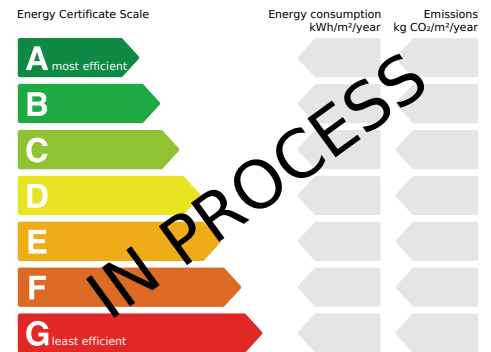 Energy Certificate Scale
Energy consumption
kWh/m²/year
Emissions
kg CO₂/m²/year
A most efficient
B
C
D
E
F
G least efficient
IN PROCESS